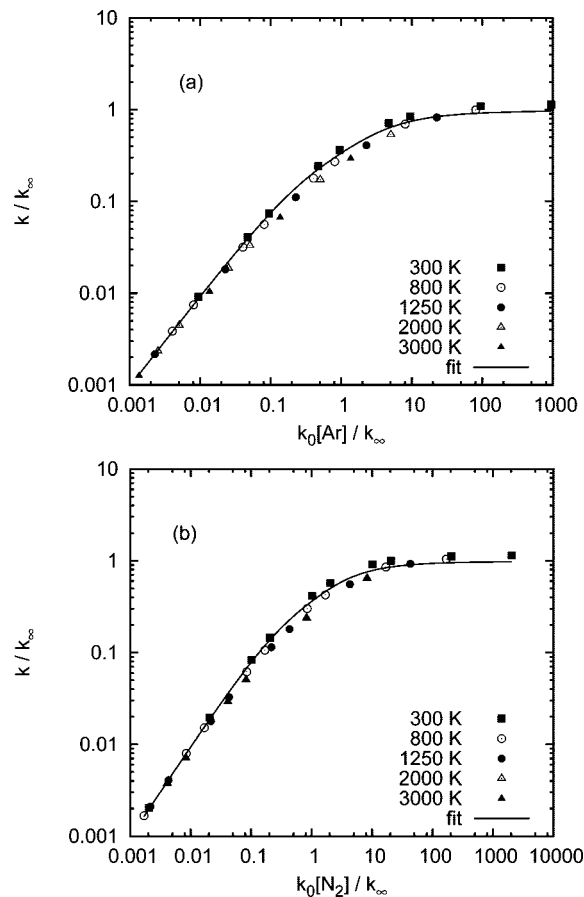 10
(a)
1
k / k∞
0.1
300 K
800 K
0.01
1250 K
2000 K
3000 K
fit
0.001
0.001 0.01 0.1 1 10 100 1000
k₀[Ar] / k∞
10
(b)
1
k / k∞
0.1
300 K
800 K
0.01
1250 K
2000 K
3000 K
fit
0.001
0.001 0.01 0.1 1 10 100 1000 10000
k₀[N₂] / k∞